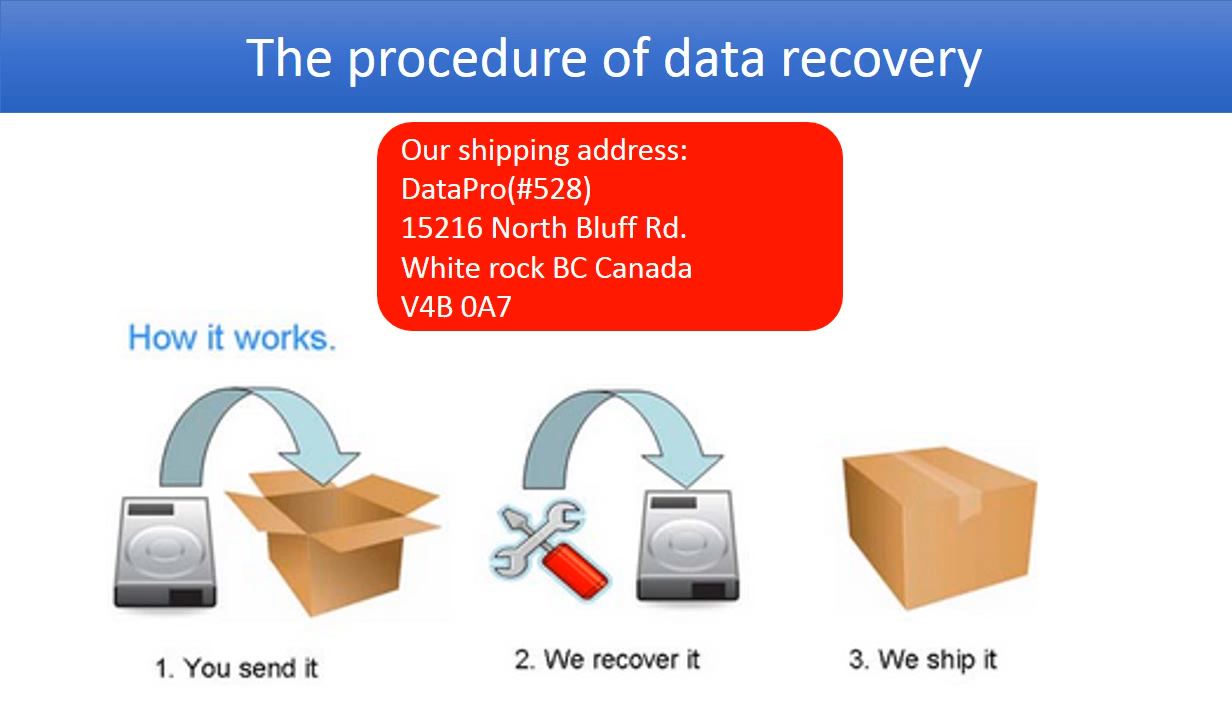 The procedure of data recovery
Our shipping address:
DataPro(#528)
15216 North Bluff Rd.
White rock BC Canada
V4B 0A7
How it works.
1. You send it
2. We recover it
3. We ship it